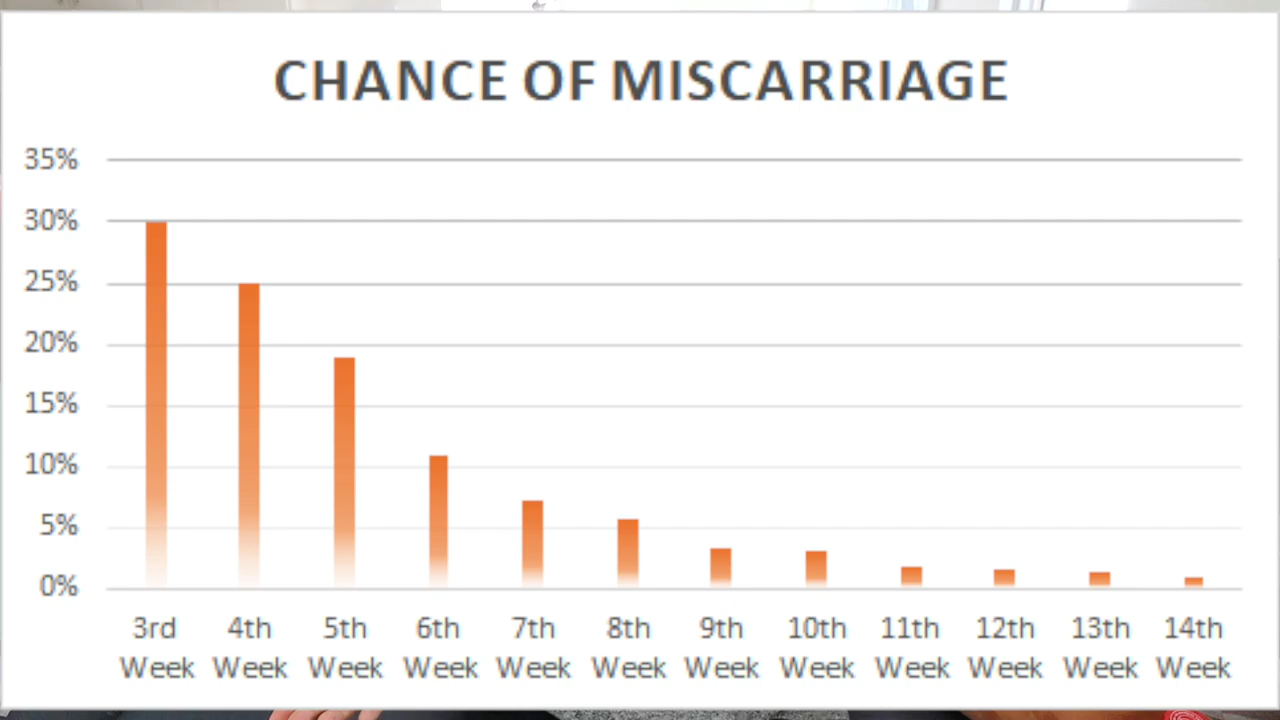 CHANCE OF MISCARRIAGE
35%
30%
25%
20%
15%
10%
5%
0%
3rd Week
4th Week
5th Week
6th Week
7th Week
8th Week
9th Week
10th Week
11th Week
12th Week
13th Week
14th Week